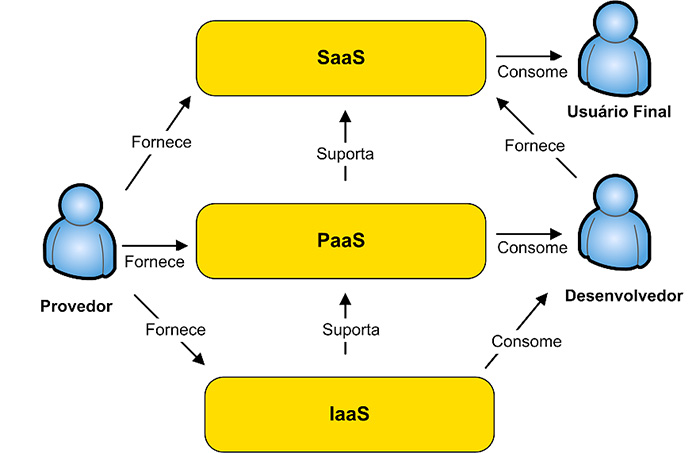 SaaS
Consome
Usuário Final
Fornece
Suporta
Fornece
PaaS
Fornece
Consome
Provedor
Desenvolvedor
Fornece
Suporta
Consome
IaaS